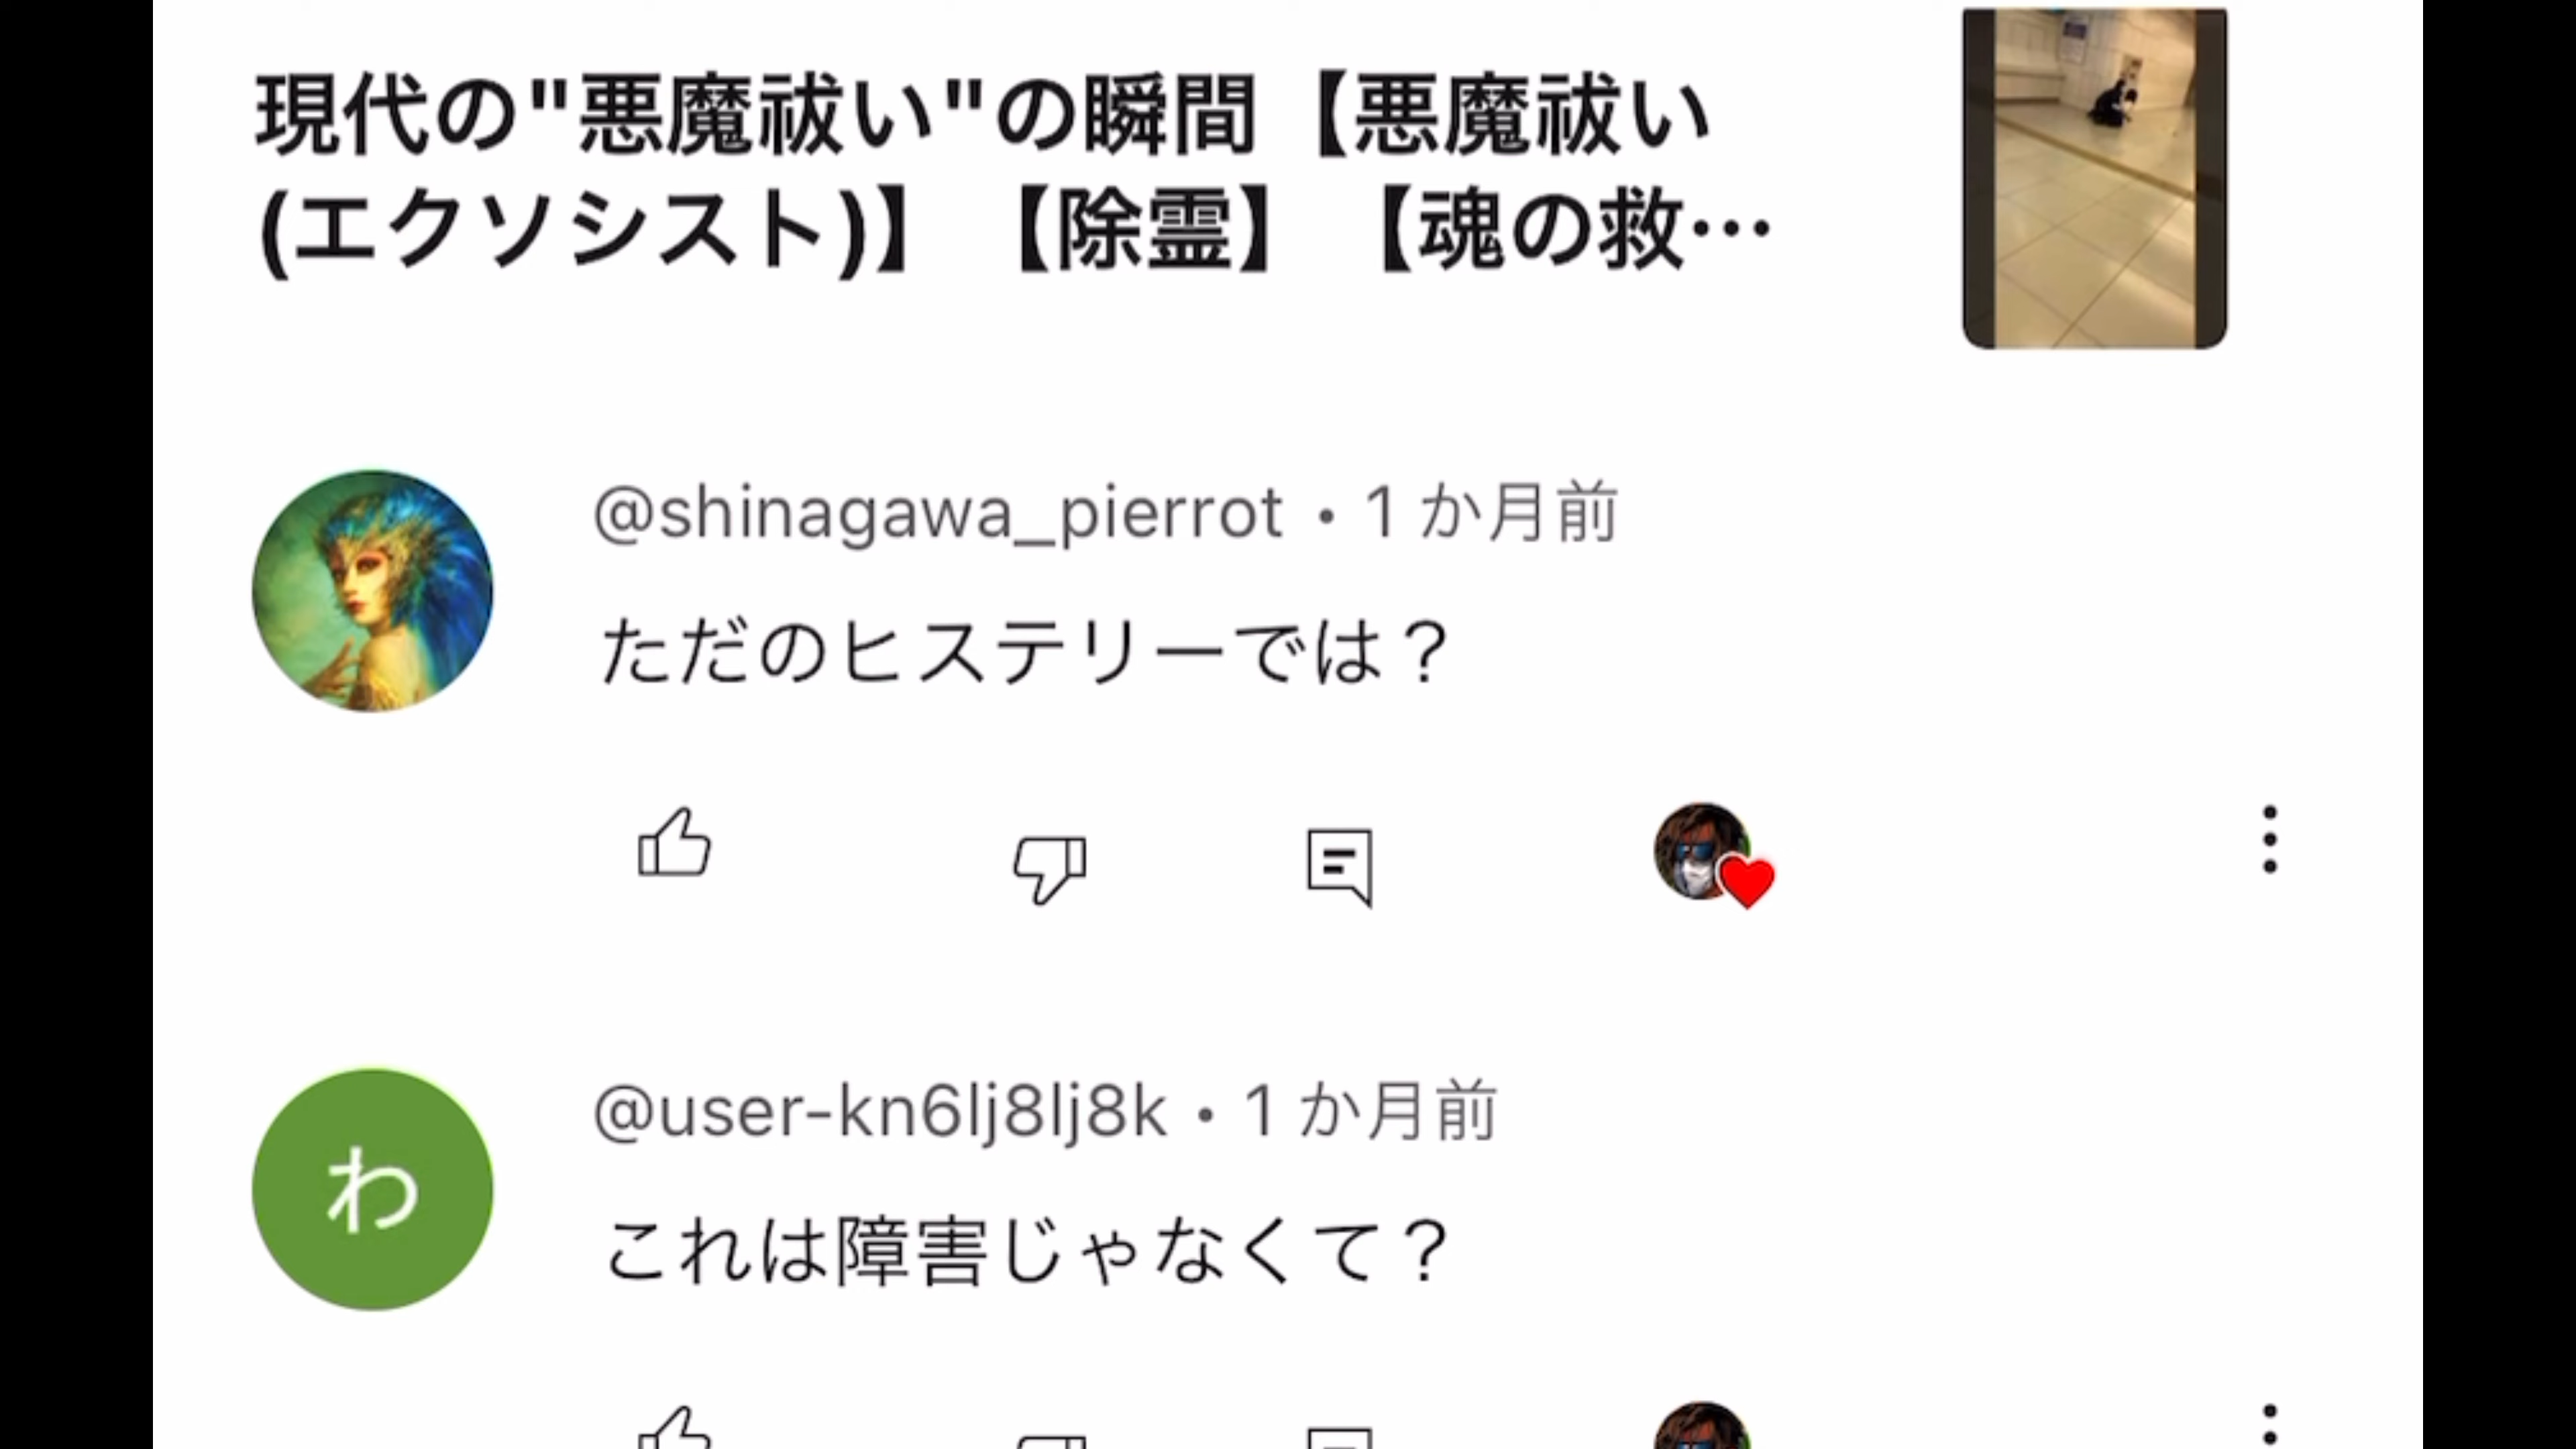 現代の"悪魔祓い"の瞬間【悪魔祓い
(エクソシスト)】【除霊】【魂の救…
@shinagawa_pierrot・1 か月前
ただのヒステリーでは？
わ
@user-kn6lj8lj8k・1 か月前
これは障害じゃなくて？